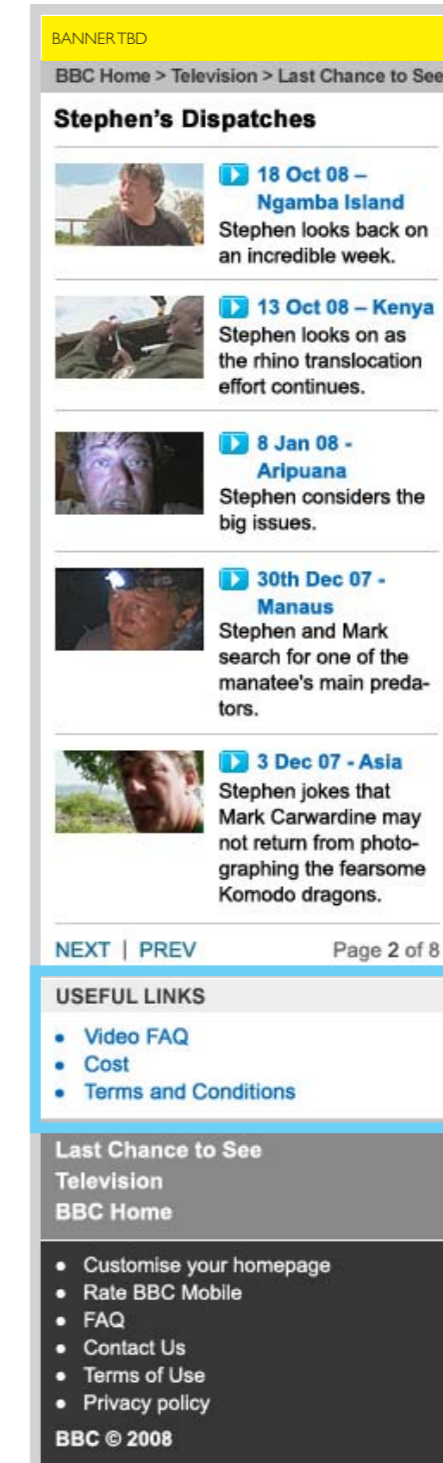 BANNER TBD
BBC Home > Television > Last Chance to See
Stephen's Dispatches
18 Oct 08 –
Ngamba Island
Stephen looks back on
an incredible week.
13 Oct 08 – Kenya
Stephen looks on as
the rhino translocation
effort continues.
8 Jan 08 -
Aripuana
Stephen considers the
big issues.
30th Dec 07 -
Manaus
Stephen and Mark
search for one of the
manatee's main preda-
tors.
3 Dec 07 - Asia
Stephen jokes that
Mark Carwardine may
not return from photo-
graphing the fearsome
Komodo dragons.
NEXT | PREV Page 2 of 8
USEFUL LINKS
• Video FAQ
• Cost
• Terms and Conditions
Last Chance to See
Television
BBC Home
• Customise your homepage
• Rate BBC Mobile
• FAQ
• Contact Us
• Terms of Use
• Privacy policy
BBC © 2008